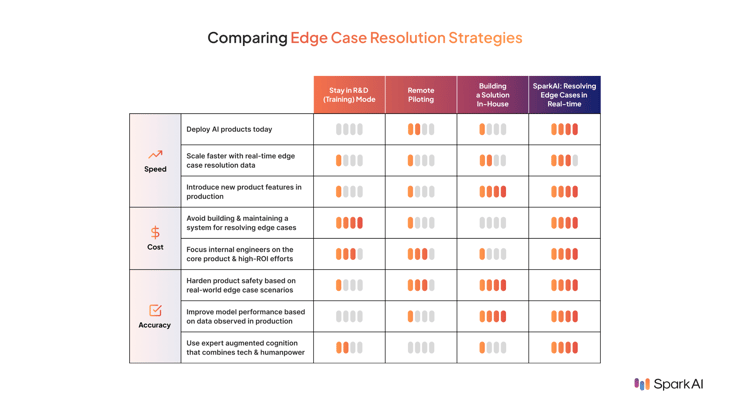 Comparing Edge Case Resolution Strategies
Stay in R&D
(Training) Mode
Remote
Piloting
Building
a Solution
In-House
SparkAI: Resolving
Edge Cases in
Real-time
Speed
Deploy AI products today
Scale faster with real-time edge
case resolution data
Introduce new product features in
production
Cost
Avoid building & maintaining a
system for resolving edge cases
Focus internal engineers on the
core product & high-ROI efforts
Accuracy
Harden product safety based on
real-world edge case scenarios
Improve model performance based
on data observed in production
Use expert augmented cognition
that combines tech & humanpower
SparkAI